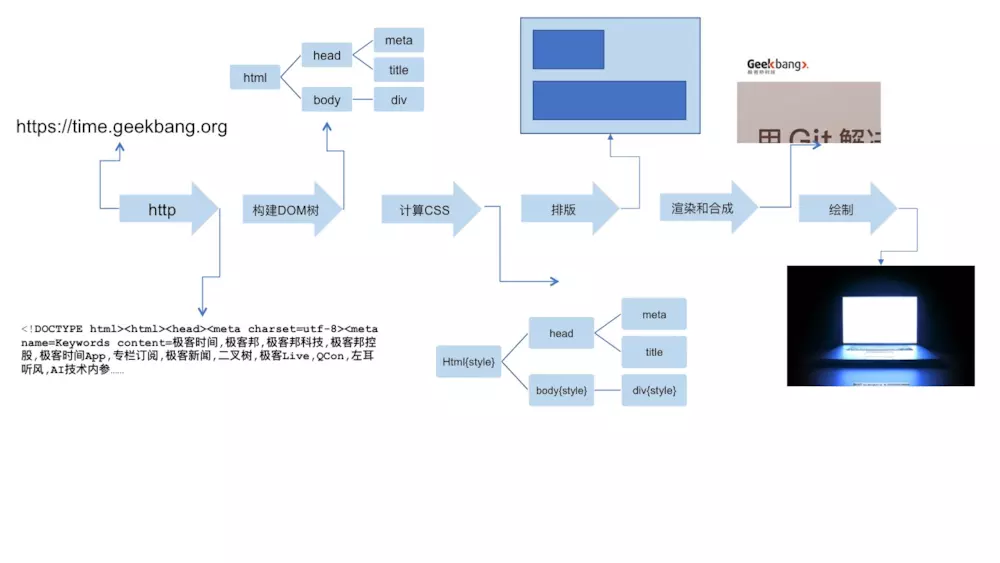 https://time.geekbang.org
html
head
meta
title
body
div
Geekbang>.
极客邦科技
用 Git 解决
http
构建DOM树
计算CSS
排版
渲染和合成
绘制
<!DOCTYPE html><html><head><meta charset=utf-8><meta
name=Keywords content=极客时间,极客邦,极客邦科技,极客邦控
股,极客时间App,专栏订阅,极客新闻,二叉树,极客Live,QCon,左耳
听风,AI技术内参……
Html{style}
head
meta
title
body{style}
div{style}